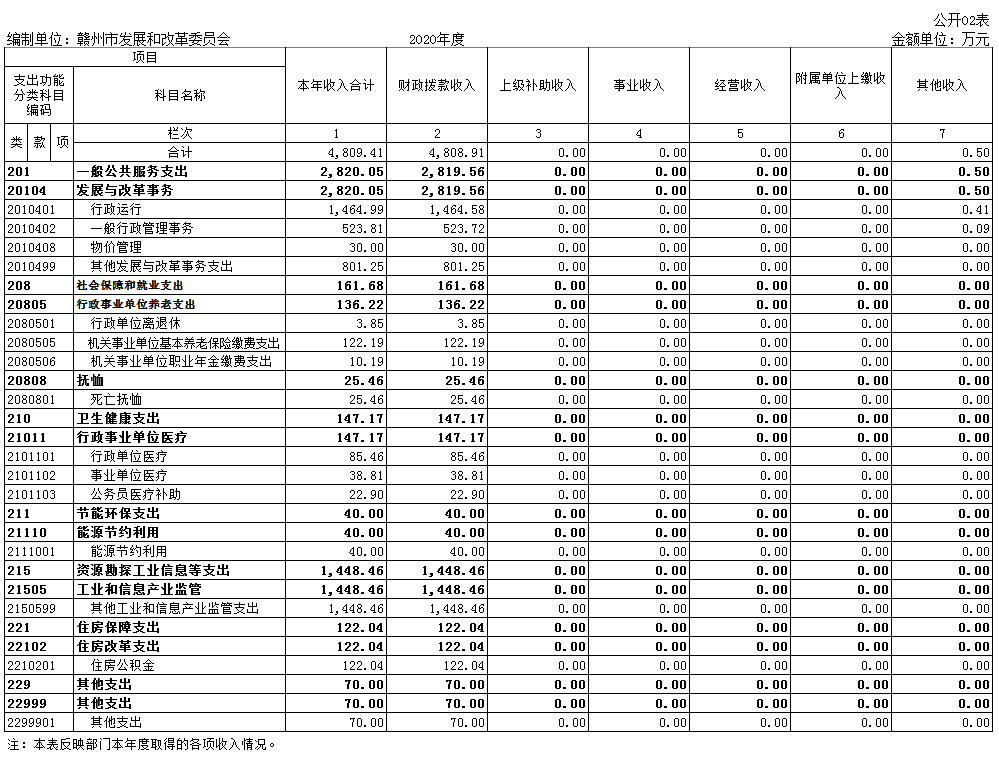 公开02表
编制单位：赣州市发展和改革委员会 2020年度 金额单位：万元
项目 本年收入合计 财政拨款收入 上级补助收入 事业收入 经营收入 附属单位上缴收入 其他收入
支出功能分类科目编码 科目名称
类 款 项 栏次 1 2 3 4 5 6 7
合计 4,809.41 4,808.91 0.00 0.00 0.00 0.00 0.50
201 一般公共服务支出 2,820.05 2,819.56 0.00 0.00 0.00 0.00 0.50
20104 发展与改革事务 2,820.05 2,819.56 0.00 0.00 0.00 0.00 0.50
2010401 行政运行 1,464.99 1,464.58 0.00 0.00 0.00 0.00 0.41
2010402 一般行政管理事务 523.81 523.72 0.00 0.00 0.00 0.00 0.09
2010408 物价管理 30.00 30.00 0.00 0.00 0.00 0.00 0.00
2010499 其他发展与改革事务支出 801.25 801.25 0.00 0.00 0.00 0.00 0.00
208 社会保障和就业支出 161.68 161.68 0.00 0.00 0.00 0.00 0.00
20805 行政事业单位养老支出 136.22 136.22 0.00 0.00 0.00 0.00 0.00
2080501 行政单位离退休 3.85 3.85 0.00 0.00 0.00 0.00 0.00
2080505 机关事业单位基本养老保险缴费支出 122.19 122.19 0.00 0.00 0.00 0.00 0.00
2080506 机关事业单位职业年金缴费支出 10.19 10.19 0.00 0.00 0.00 0.00 0.00
20808 抚恤 25.46 25.46 0.00 0.00 0.00 0.00 0.00
2080801 死亡抚恤 25.46 25.46 0.00 0.00 0.00 0.00 0.00
210 卫生健康支出 147.17 147.17 0.00 0.00 0.00 0.00 0.00
21011 行政事业单位医疗 147.17 147.17 0.00 0.00 0.00 0.00 0.00
2101101 行政单位医疗 85.46 85.46 0.00 0.00 0.00 0.00 0.00
2101102 事业单位医疗 38.81 38.81 0.00 0.00 0.00 0.00 0.00
2101103 公务员医疗补助 22.90 22.90 0.00 0.00 0.00 0.00 0.00
211 节能环保支出 40.00 40.00 0.00 0.00 0.00 0.00 0.00
21110 能源节约利用 40.00 40.00 0.00 0.00 0.00 0.00 0.00
2111001 能源节约利用 40.00 40.00 0.00 0.00 0.00 0.00 0.00
215 资源勘探工业信息等支出 1,448.46 1,448.46 0.00 0.00 0.00 0.00 0.00
21505 工业和信息产业监管 1,448.46 1,448.46 0.00 0.00 0.00 0.00 0.00
2150599 其他工业和信息产业监管支出 1,448.46 1,448.46 0.00 0.00 0.00 0.00 0.00
221 住房保障支出 122.04 122.04 0.00 0.00 0.00 0.00 0.00
22102 住房改革支出 122.04 122.04 0.00 0.00 0.00 0.00 0.00
2210201 住房公积金 122.04 122.04 0.00 0.00 0.00 0.00 0.00
229 其他支出 70.00 70.00 0.00 0.00 0.00 0.00 0.00
22999 其他支出 70.00 70.00 0.00 0.00 0.00 0.00 0.00
2299901 其他支出 70.00 70.00 0.00 0.00 0.00 0.00 0.00
注：本表反映部门本年度取得的各项收入情况。